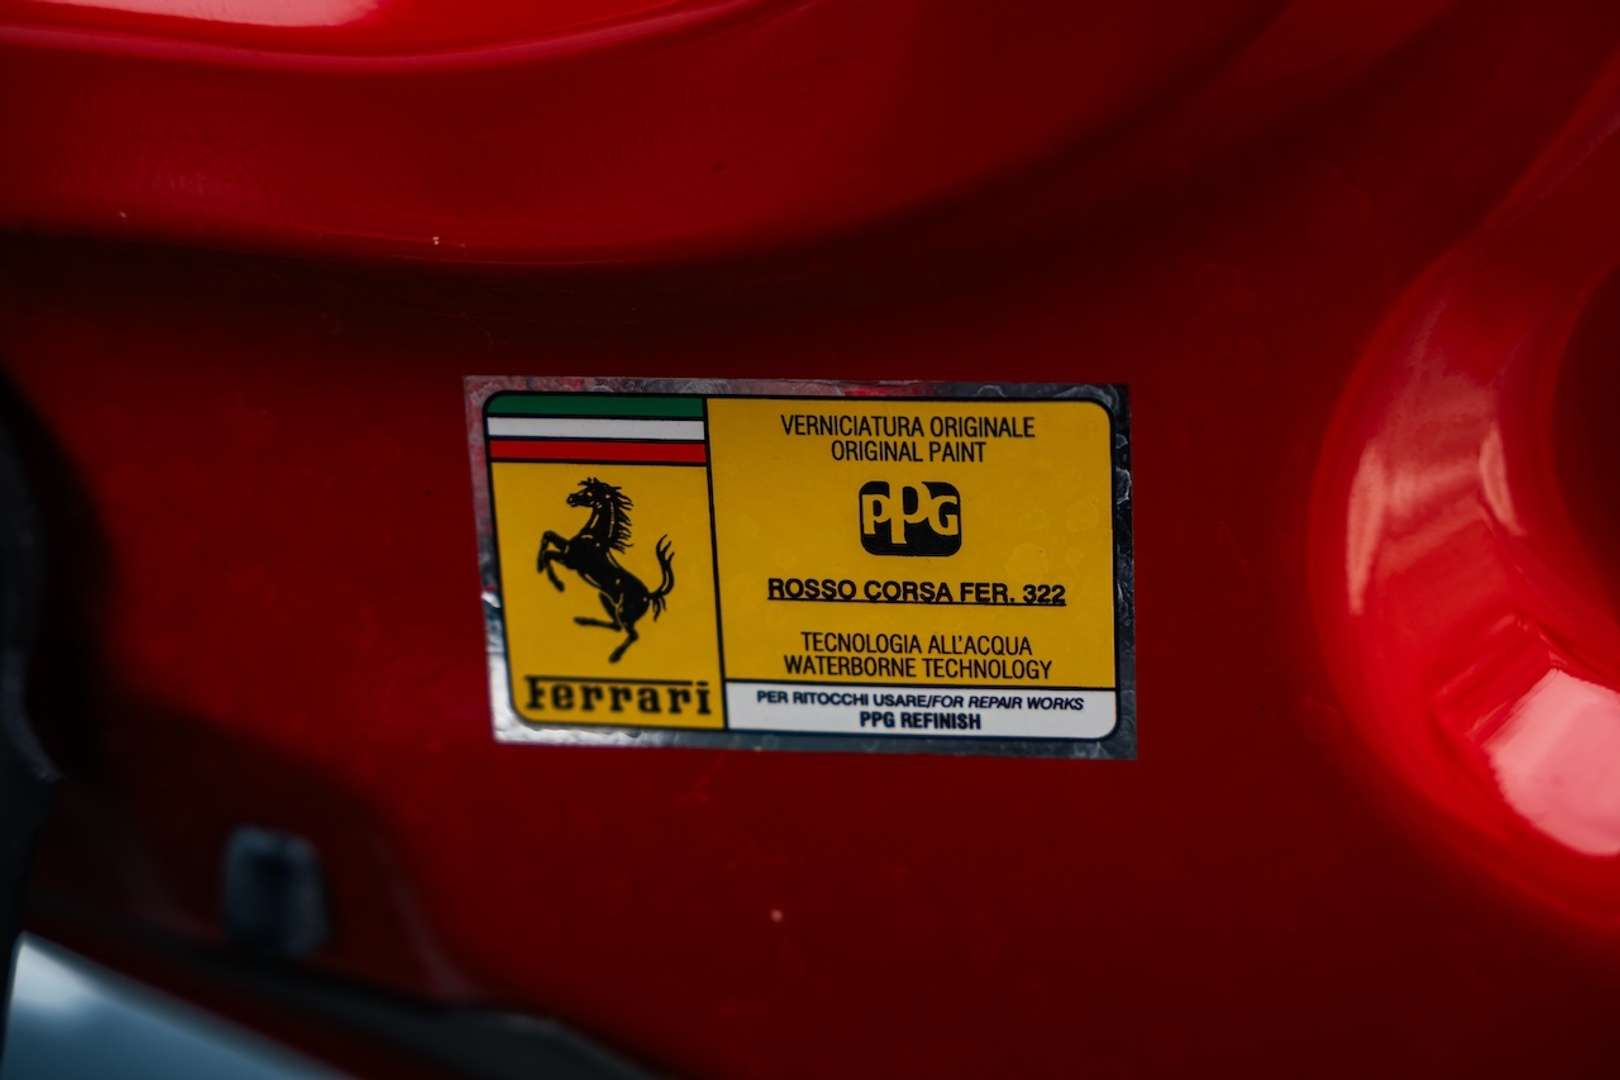 VERNICIATURA ORIGINALE
ORIGINAL PAINT
PPG
ROSSO CORSA FER. 322
TECNOLOGIA ALL'ACQUA
WATERBORNE TECHNOLOGY
PER RITOCCHI USARE/FOR REPAIR WORKS
PPG REFINISH
Ferrari